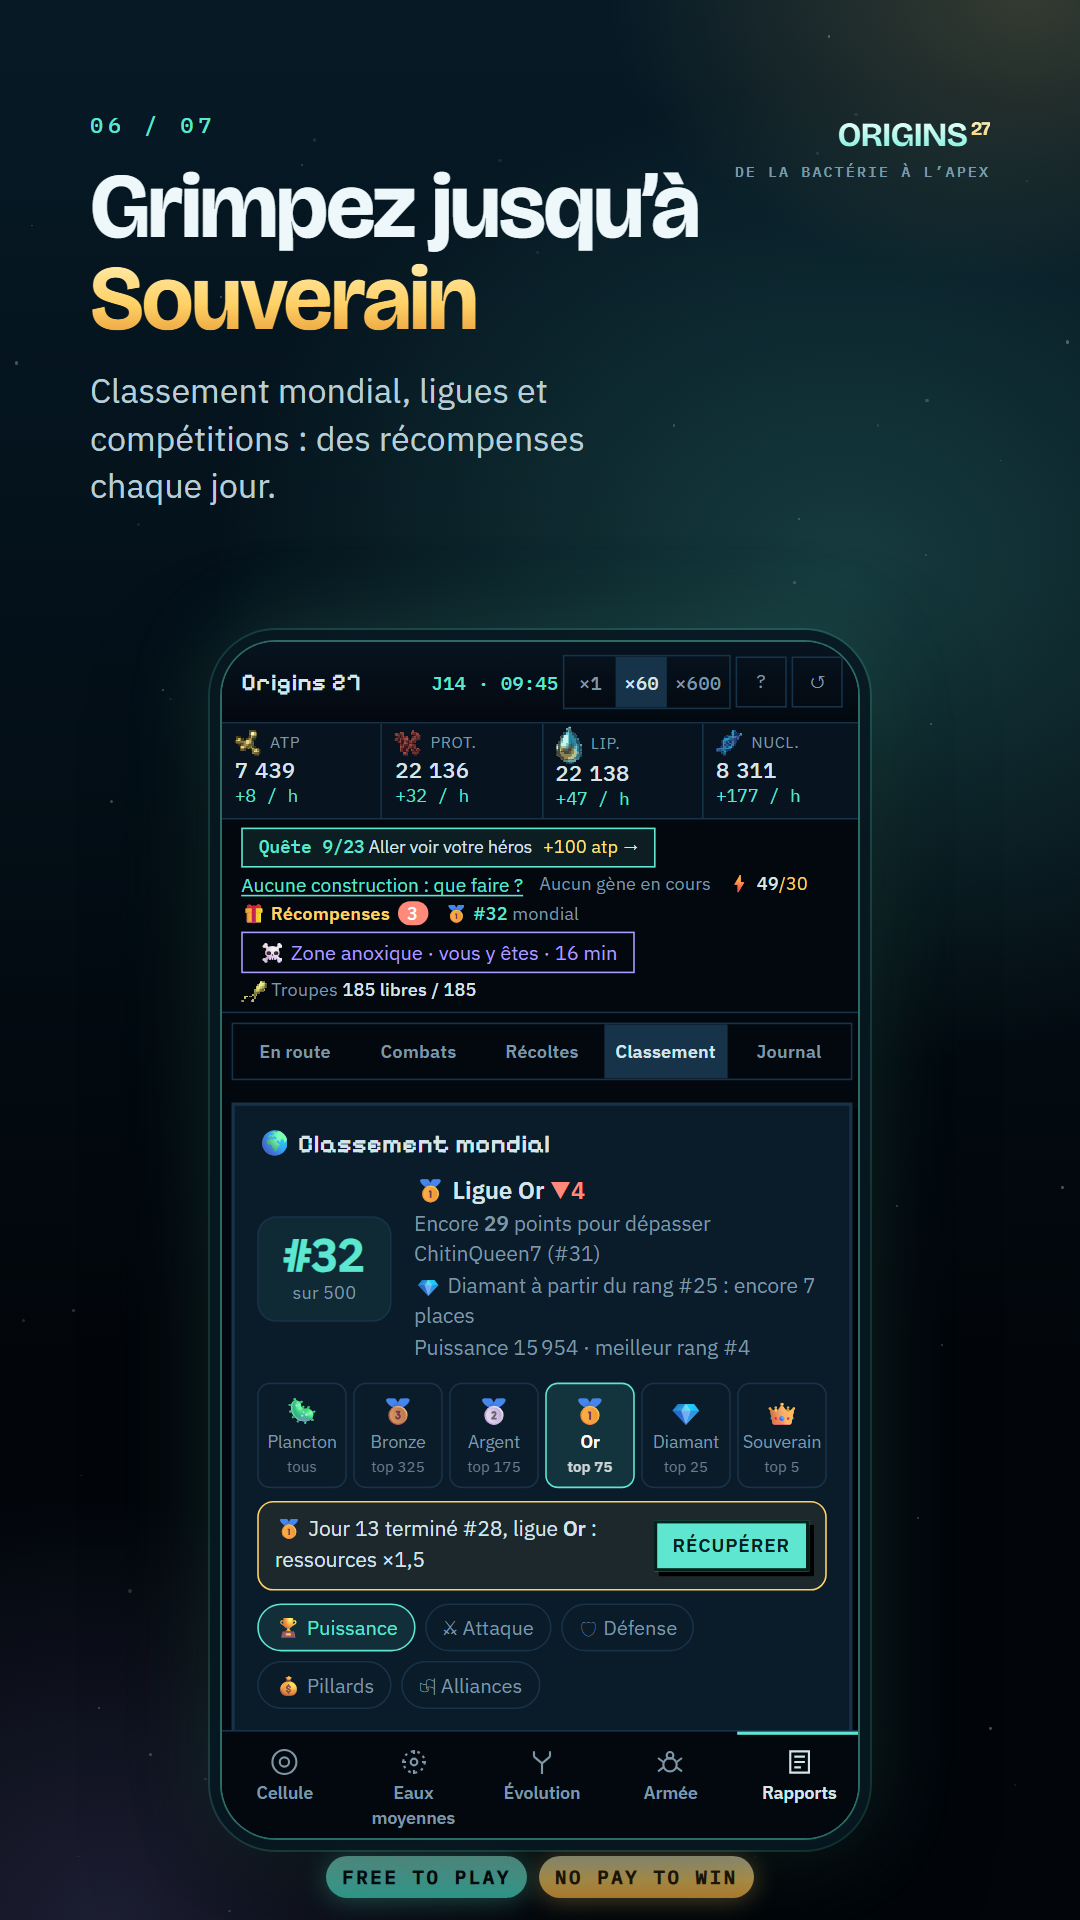 06 / 07
ORIGINS 27
DE LA BACTÉRIE À L’APEX
Grimpez jusqu’à
Souverain
Classement mondial, ligues et
compétitions : des récompenses
chaque jour.
Origins 27
J14 · 09:45
×1 ×60 ×600 ? ↺
ATP PROT. LIP. NUCL.
7 439 22 136 22 138 8 311
+8 / h +32 / h +47 / h +177 / h
Quête 9/23 Aller voir votre héros +100 atp →
Aucune construction : que faire ? Aucun gène en cours 49/30
Récompenses 3 #32 mondial
Zone anoxique · vous y êtes · 16 min
Troupes 185 libres / 185
En route Combats Récoltes Classement Journal
Classement mondial
Ligue Or ▼4
Encore 29 points pour dépasser
ChitinQueen7 (#31)
#32
sur 500
Diamant à partir du rang #25 : encore 7
places
Puissance 15 954 · meilleur rang #4
Plancton Bronze Argent Or Diamant Souverain
tous top 325 top 175 top 75 top 25 top 5
Jour 13 terminé #28, ligue Or :
ressources ×1,5
RÉCUPÉRER
Puissance Attaque Défense
Pillards Alliances
Cellule Eaux moyennes Évolution Armée Rapports
FREE TO PLAY NO PAY TO WIN